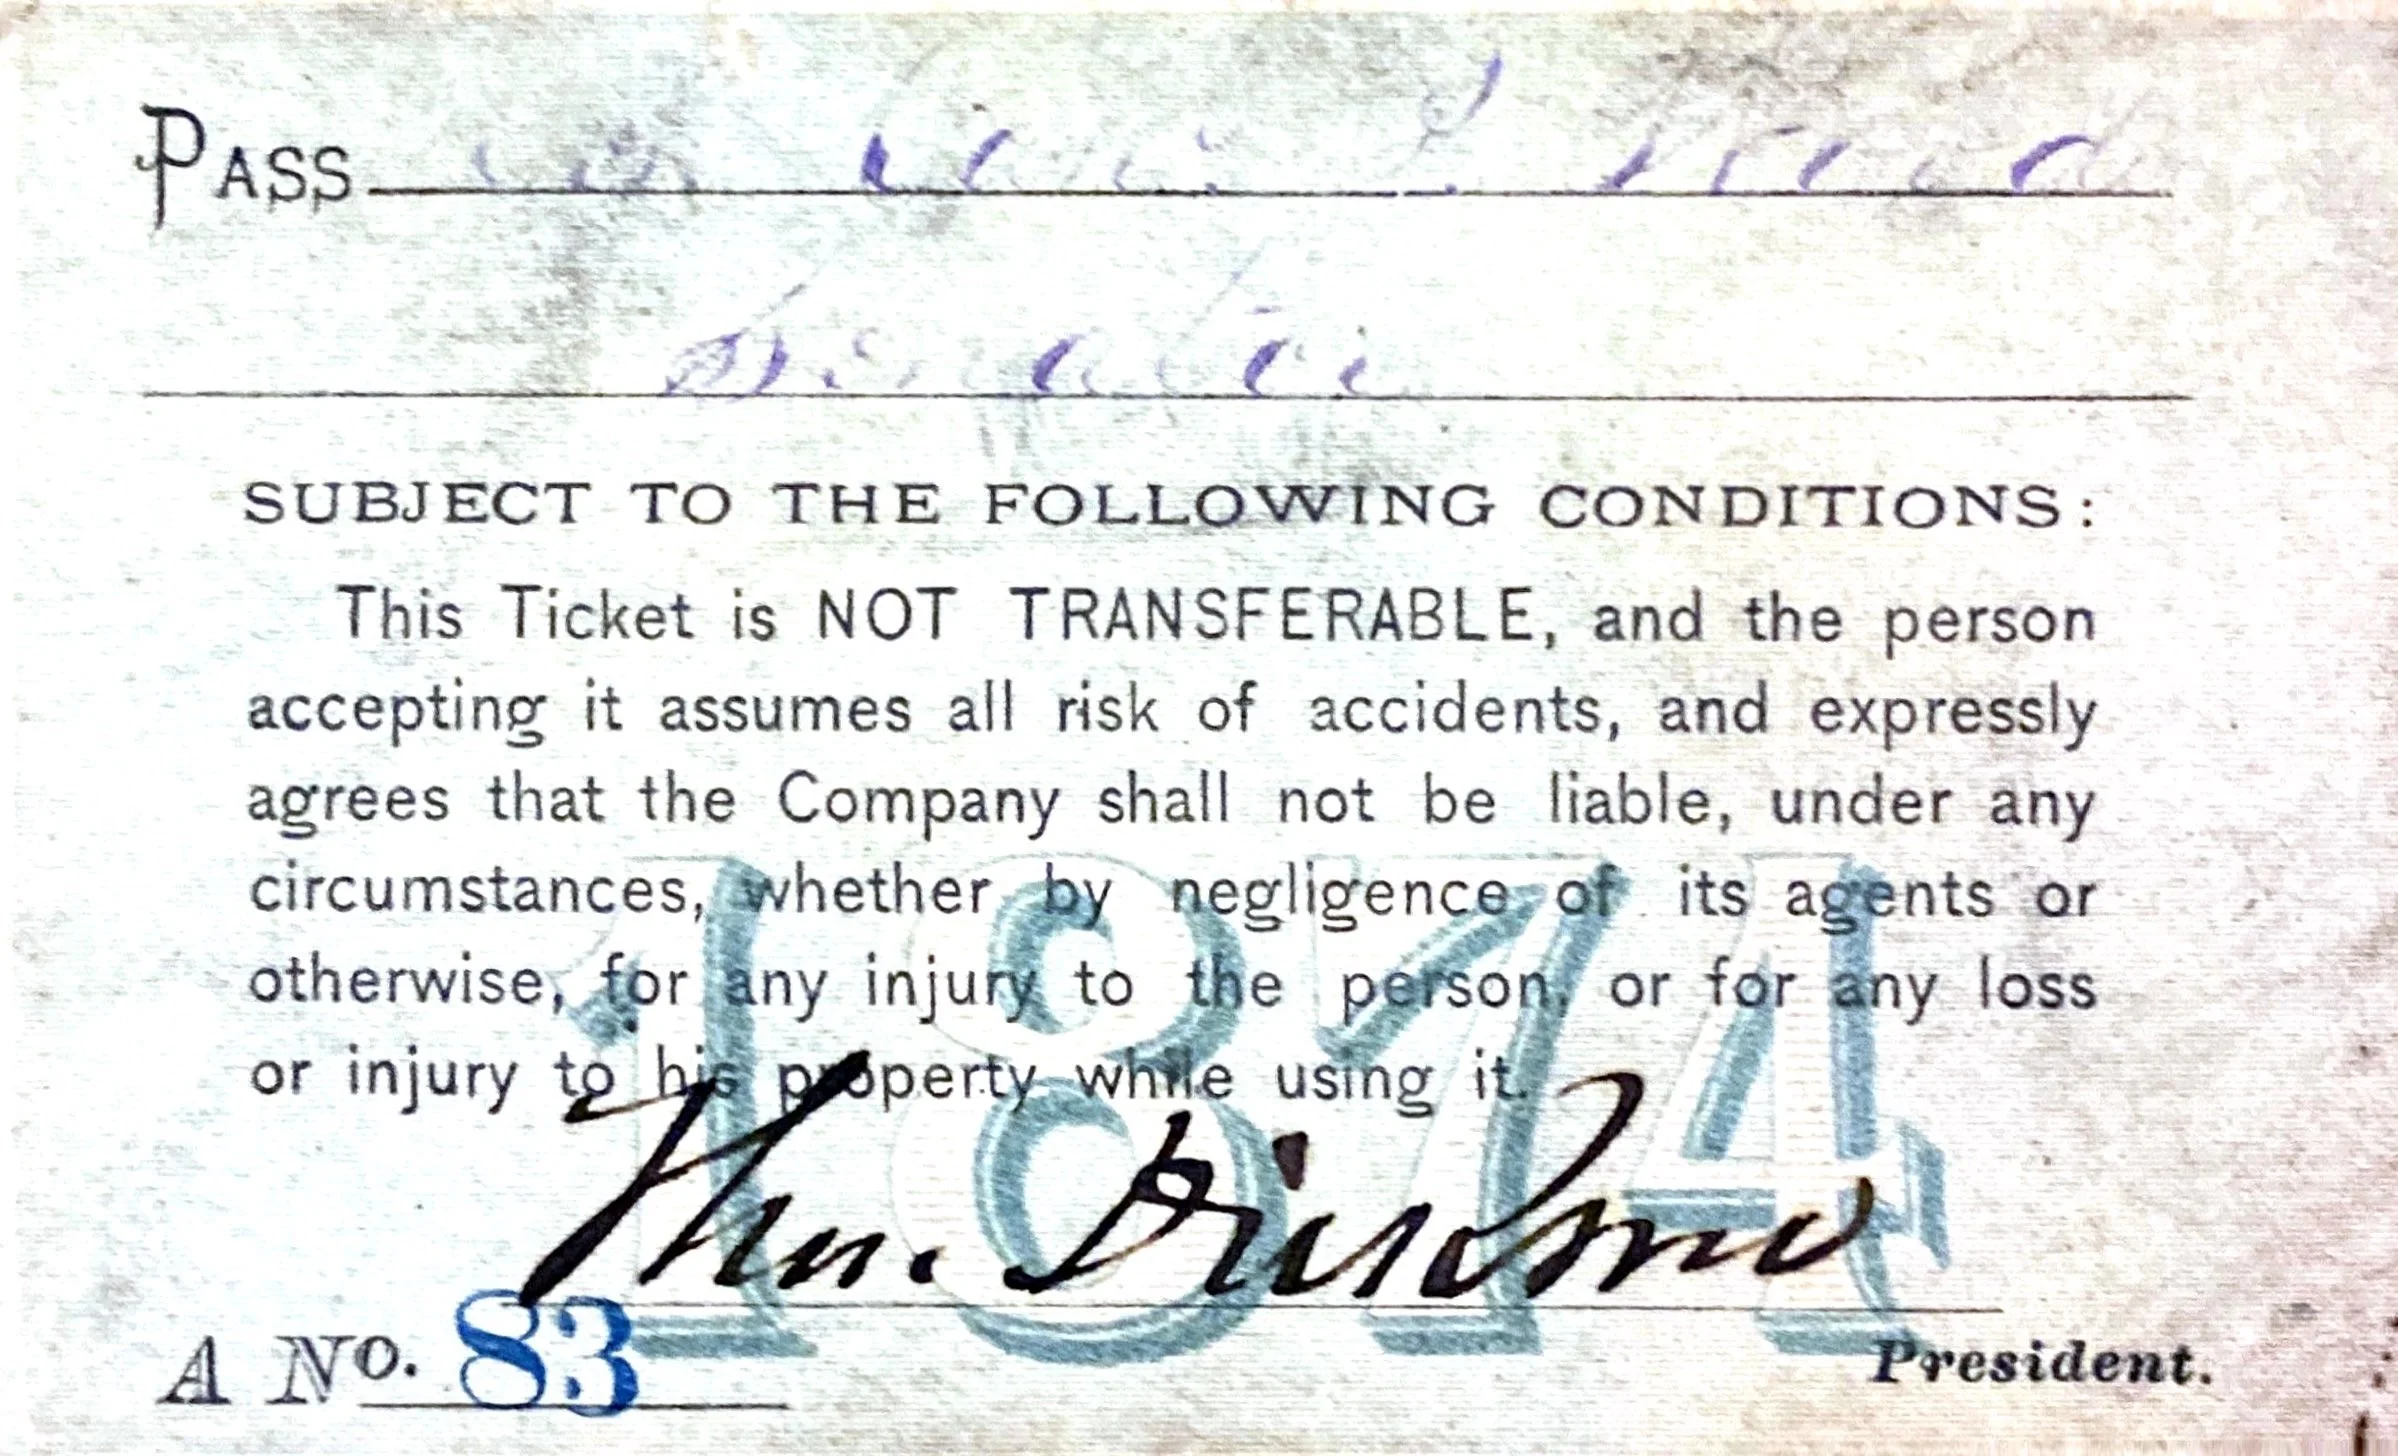 PASS
SUBJECT TO THE FOLLOWING CONDITIONS:
This Ticket is NOT TRANSFERABLE, and the person
accepting it assumes all risk of accidents, and expressly
agrees that the Company shall not be liable, under any
circumstances, whether by negligence of its agents or
otherwise, for any injury to the person, or for any loss
or injury to his property while using it.
1874
A No. 83
President.